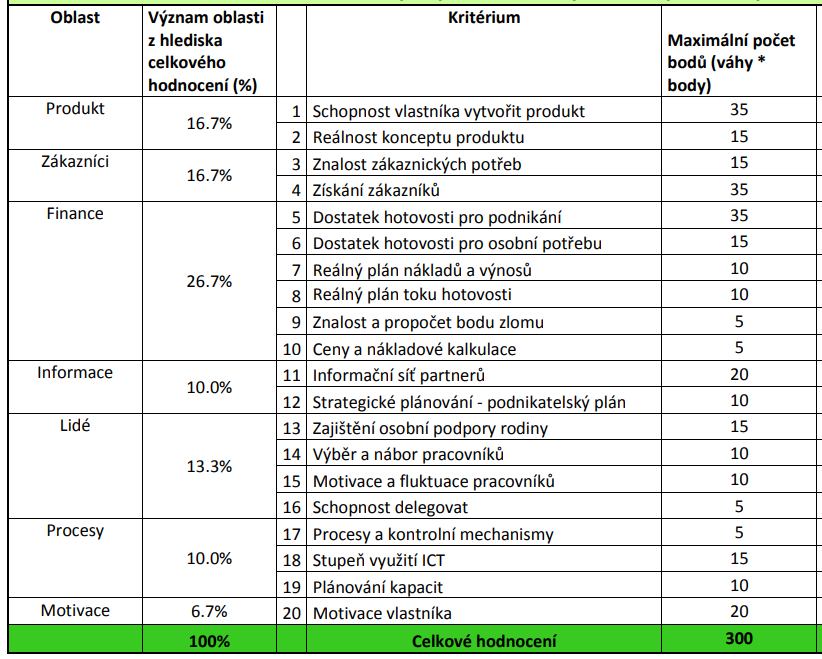 Oblast Význam oblasti z hlediska celkového hodnocení (%) Kritérium Maximální počet bodů (váhy * body)
Produkt 16.7% 1 Schopnost vlastníka vytvořit produkt 35
2 Reálnost konceptu produktu 15
Zákazníci 16.7% 3 Znalost zákaznických potřeb 15
4 Získání zákazníků 35
Finance 26.7% 5 Dostatek hotovosti pro podnikání 35
6 Dostatek hotovosti pro osobní potřebu 15
7 Reálný plán nákladů a výnosů 10
8 Reálný plán toku hotovosti 10
9 Znalost a propočet bodu zlomu 5
10 Ceny a nákladové kalkulace 5
Informace 10.0% 11 Informační síť partnerů 20
12 Strategické plánování - podnikatelský plán 10
Lidé 13.3% 13 Zajištění osobní podpory rodiny 15
14 Výběr a nábor pracovníků 10
15 Motivace a fluktuace pracovníků 10
16 Schopnost delegovat 5
Procesy 10.0% 17 Procesy a kontrolní mechanismy 5
18 Stupeň využití ICT 15
19 Plánování kapacit 10
Motivace 6.7% 20 Motivace vlastníka 20
100% Celkové hodnocení 300